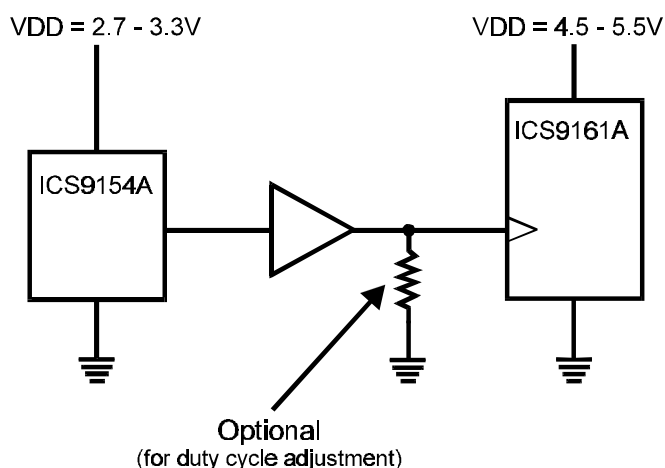 VDD = 2.7 - 3.3V
VDD = 4.5 - 5.5V
ICS9161A
ICS9154A
Optional
(for duty cycle adjustment)